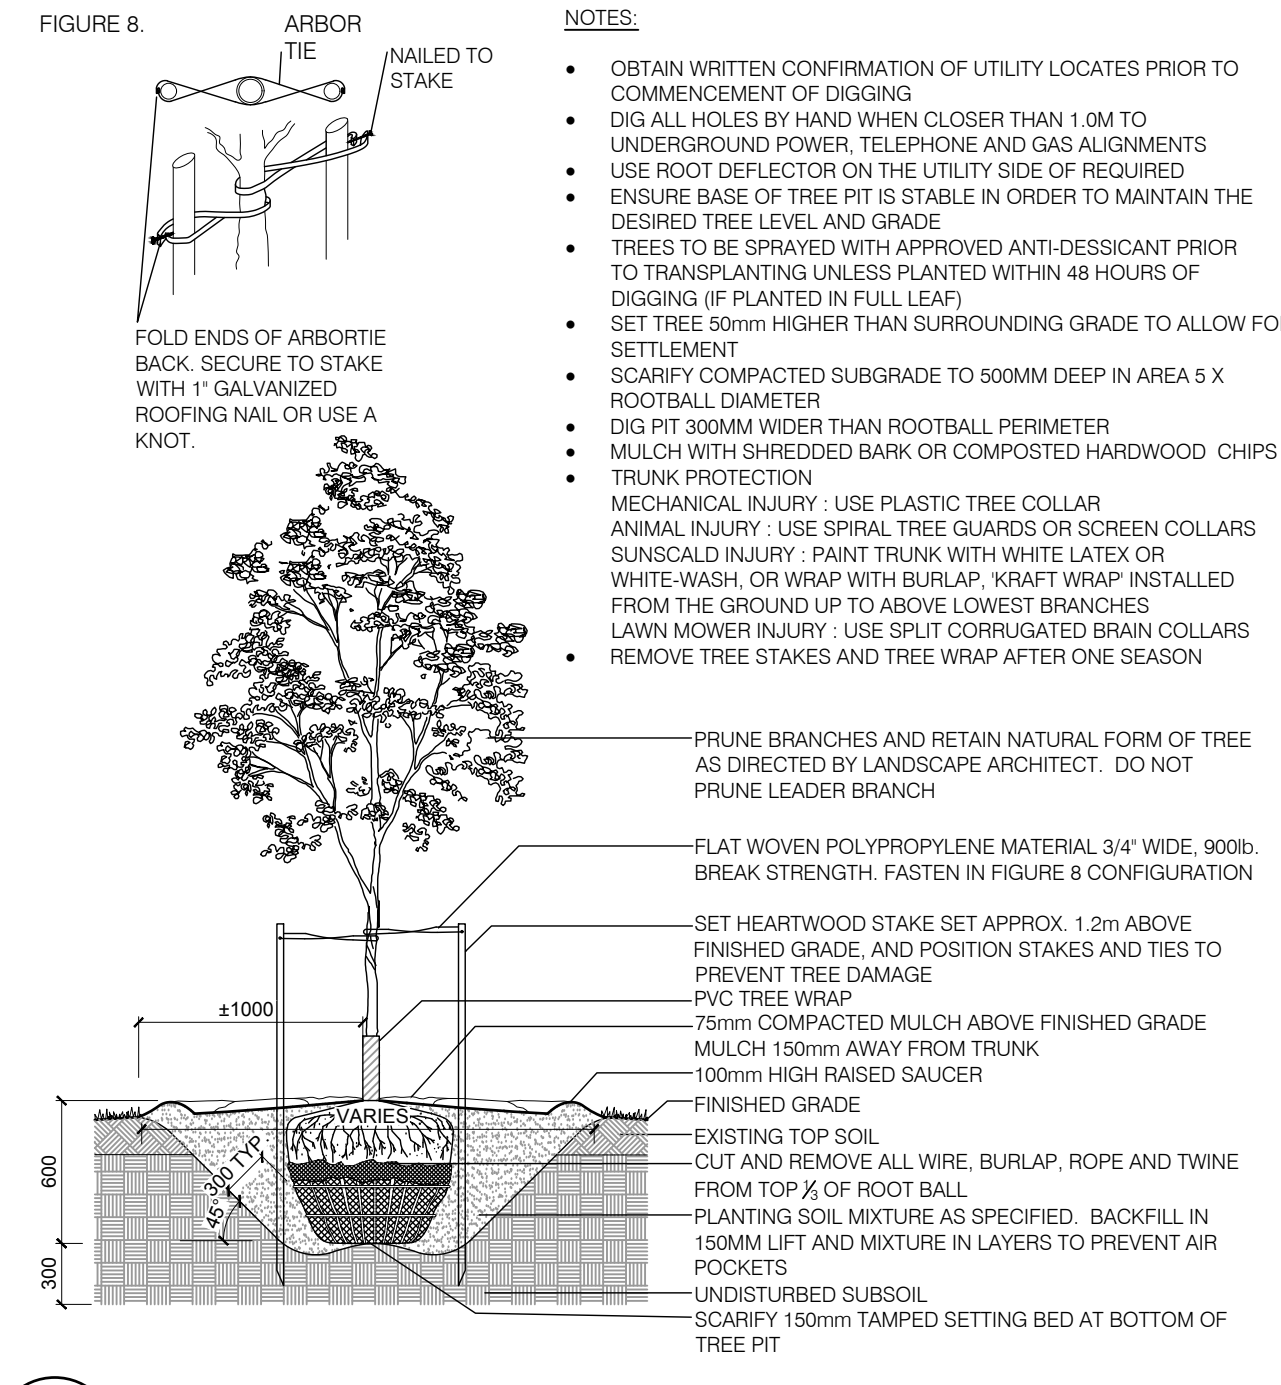 FIGURE 8.
ARBOR
TIE
NAILED TO
STAKE
FOLD ENDS OF ARBORTIE
BACK. SECURE TO STAKE
WITH 1" GALVANIZED
ROOFING NAIL OR USE A
KNOT.
NOTES:
• OBTAIN WRITTEN CONFIRMATION OF UTILITY LOCATES PRIOR TO
COMMENCEMENT OF DIGGING
• DIG ALL HOLES BY HAND WHEN CLOSER THAN 1.0M TO
UNDERGROUND POWER, TELEPHONE AND GAS ALIGNMENTS
• USE ROOT DEFLECTOR ON THE UTILITY SIDE OF REQUIRED
• ENSURE BASE OF TREE PIT IS STABLE IN ORDER TO MAINTAIN THE
DESIRED TREE LEVEL AND GRADE
• TREES TO BE SPRAYED WITH APPROVED ANTI-DESSICANT PRIOR
TO TRANSPLANTING UNLESS PLANTED WITHIN 48 HOURS OF
DIGGING (IF PLANTED IN FULL LEAF)
• SET TREE 50mm HIGHER THAN SURROUNDING GRADE TO ALLOW FO
SETTLEMENT
• SCARIFY COMPACTED SUBGRADE TO 500MM DEEP IN AREA 5 X
ROOTBALL DIAMETER
• DIG PIT 300MM WIDER THAN ROOTBALL PERIMETER
• MULCH WITH SHREDDED BARK OR COMPOSTED HARDWOOD CHIPS
• TRUNK PROTECTION
MECHANICAL INJURY : USE PLASTIC TREE COLLAR
ANIMAL INJURY : USE SPIRAL TREE GUARDS OR SCREEN COLLARS
SUNSCALD INJURY : PAINT TRUNK WITH WHITE LATEX OR
WHITE-WASH, OR WRAP WITH BURLAP, 'KRAFT WRAP' INSTALLED
FROM THE GROUND UP TO ABOVE LOWEST BRANCHES
LAWN MOWER INJURY : USE SPLIT CORRUGATED BRAIN COLLARS
• REMOVE TREE STAKES AND TREE WRAP AFTER ONE SEASON
PRUNE BRANCHES AND RETAIN NATURAL FORM OF TREE
AS DIRECTED BY LANDSCAPE ARCHITECT. DO NOT
PRUNE LEADER BRANCH
FLAT WOVEN POLYPROPYLENE MATERIAL 3/4" WIDE, 900lb.
BREAK STRENGTH. FASTEN IN FIGURE 8 CONFIGURATION
SET HEARTWOOD STAKE SET APPROX. 1.2m ABOVE
FINISHED GRADE, AND POSITION STAKES AND TIES TO
PREVENT TREE DAMAGE
PVC TREE WRAP
75mm COMPACTED MULCH ABOVE FINISHED GRADE
MULCH 150mm AWAY FROM TRUNK
100mm HIGH RAISED SAUCER
FINISHED GRADE
EXISTING TOP SOIL
CUT AND REMOVE ALL WIRE, BURLAP, ROPE AND TWINE
FROM TOP ⅓ OF ROOT BALL
PLANTING SOIL MIXTURE AS SPECIFIED. BACKFILL IN
150MM LIFT AND MIXTURE IN LAYERS TO PREVENT AIR
POCKETS
UNDISTURBED SUBSOIL
SCARIFY 150mm TAMPED SETTING BED AT BOTTOM OF
TREE PIT
±1000
VARIES
300 TYP
45°
600
300